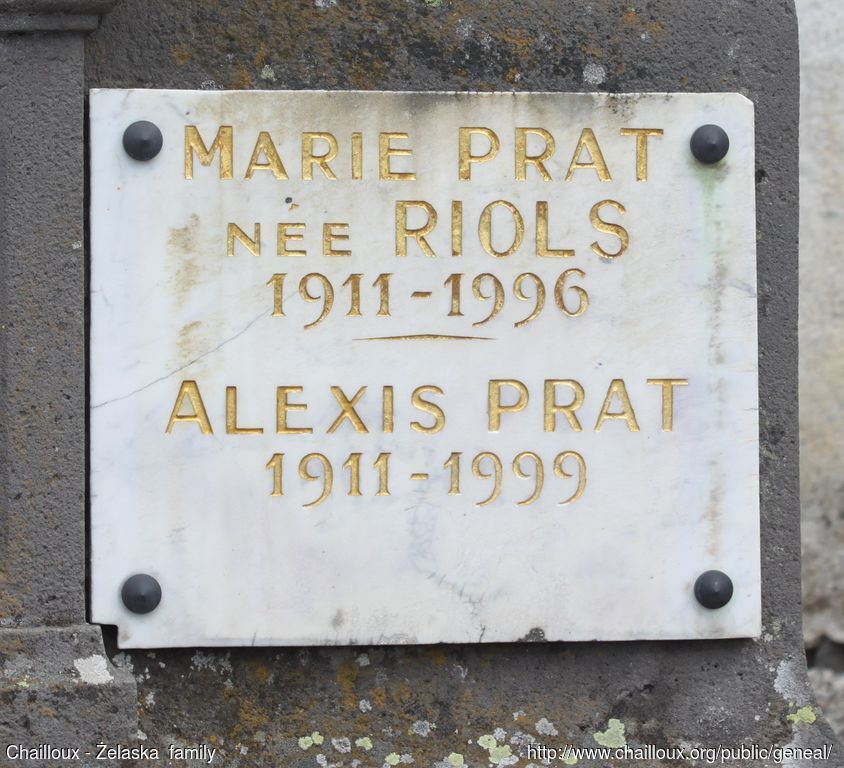 MARIE PRAT
NÉE RIOLS
1911-1996
ALEXIS PRAT
1911-1999
Chailloux - Żelaska family
http://www.chailloux.org/public/geneal/